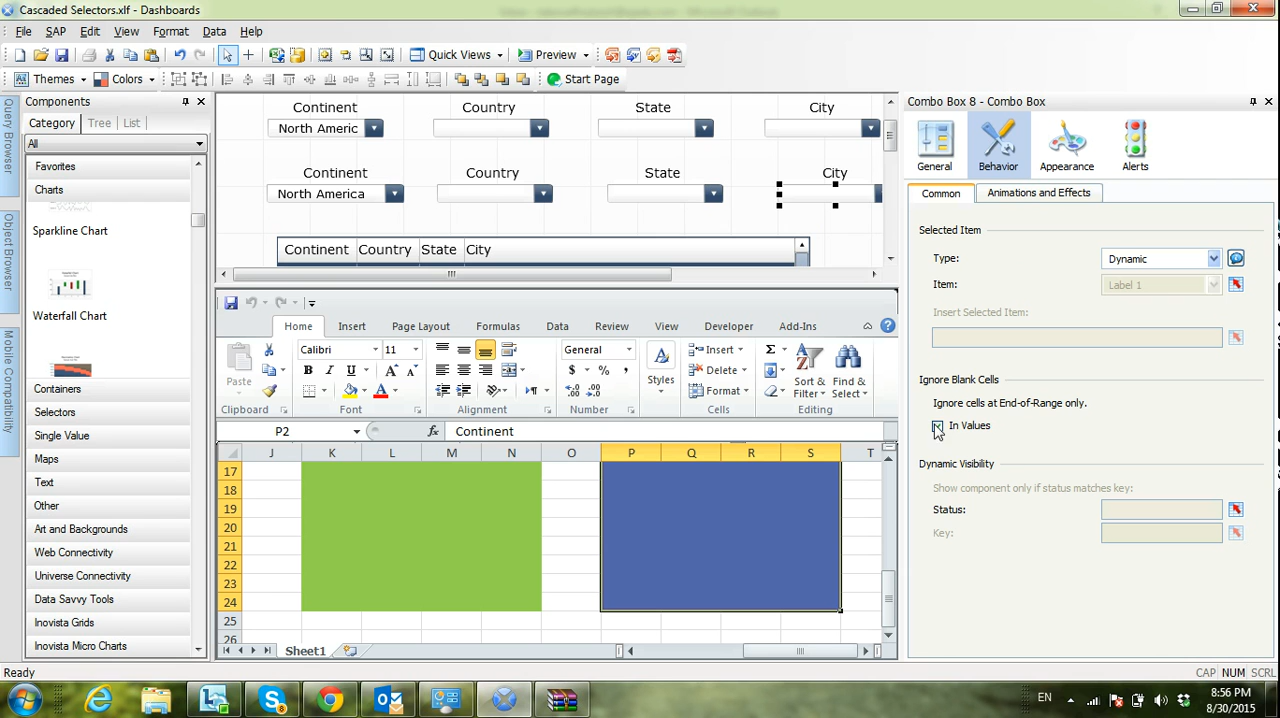 Cascaded Selectors.xlf - Dashboards
File SAP Edit View Format Data Help
Quick Views Preview
Themes Colors Start Page
Query Browser
Object Browser
Mobile Compatibility
Components
Category Tree List
All
Favorites
Charts
Sparkline Chart
Waterfall Chart
Containers
Selectors
Single Value
Maps
Text
Other
Art and Backgrounds
Web Connectivity
Universe Connectivity
Data Savvy Tools
Inovista Grids
Inovista Micro Charts
Continent Country State City
North Americ
Continent Country State City
North America
Continent Country State City
Home Insert Page Layout Formulas Data Review View Developer Add-Ins
Paste
Clipboard
Calibri 11
B I U
Font
Alignment
General
$ % ,
Number
Styles
Insert
Delete
Format
Cells
Sort & Filter
Find & Select
Editing
P2 fx Continent
J K L M N O P Q R S T
17
18
19
20
21
22
23
24
25
26
Sheet1
Combo Box 8 - Combo Box
General Behavior Appearance Alerts
Common Animations and Effects
Selected Item
Type: Dynamic
Item: Label 1
Insert Selected Item:
Ignore Blank Cells
Ignore cells at End-of-Range only.
In Values
Dynamic Visibility
Show component only if status matches key:
Status:
Key:
Ready
CAP NUM SCRL
EN
8:56 PM
8/30/2015